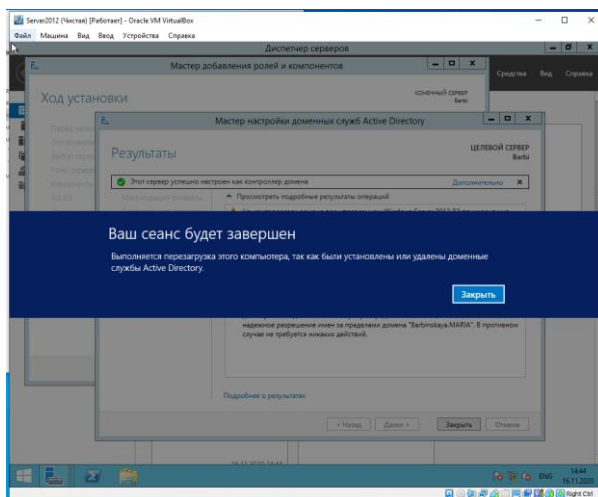 Server2012 (Чистая) [Работает] - Oracle VM VirtualBox
Файл Машина Вид Ввод Устройства Справка
Диспетчер серверов
Мастер добавления ролей и компонентов
Средства Вид Справка
Ход установки
КОНЕЧНЫЙ СЕРВЕР
Barbi
Мастер настройки доменных служб Active Directory
Результаты
ЦЕЛЕВОЙ СЕРВЕР
Barbi
Этот сервер успешно настроен как контроллер домена
Дополнительно
Просмотреть подробные результаты операций
Ваш сеанс будет завершен
Выполняется перезагрузка этого компьютера, так как были установлены или удалены доменные
службы Active Directory.
Закрыть
надежное разрешение имен за пределами домена "Barbinskaya.MARIA". В противном
случае не требуется никаких действий.
Подробнее о результатах
< Назад Далее > Закрыть Отмена
16.11.2020 14:44
ENG
14:44
16.11.2020
Right Ctrl